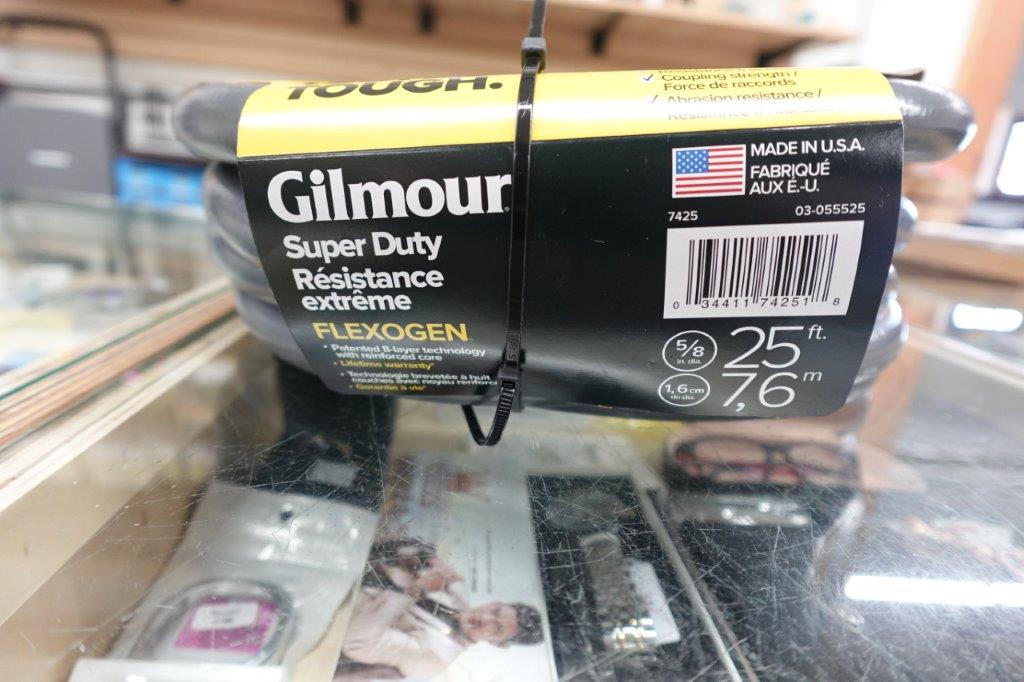 TOUGH.
Coupling strength /
Force de raccords
Abrasion resistance /
Gilmour
Super Duty
Résistance
extrême
FLEXOGEN
• Patented 8-layer technology
with reinforced core
• Lifetime warranty*
• Technologie brevetée à huit
couches avec noyau renforc
• Garantie à vie*
MADE IN U.S.A.
FABRIQUÉ
AUX É.-U.
7425 03-055525
0 34411 74251 8
5/8
in. dia.
25 ft.
1,6 cm
de dia.
7,6 m